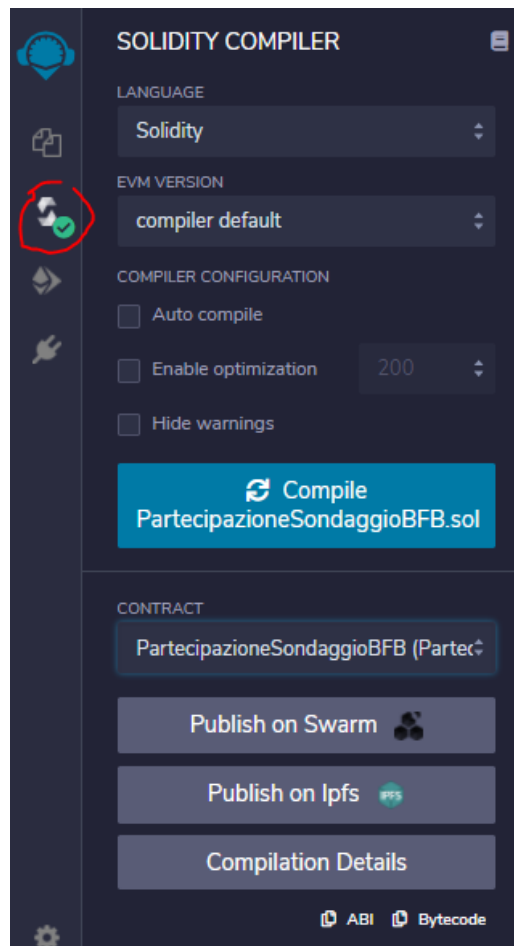 SOLIDITY COMPILER
LANGUAGE
Solidity
EVM VERSION
compiler default
COMPILER CONFIGURATION
Auto compile
Enable optimization 200
Hide warnings
Compile
PartecipazioneSondaggioBFB.sol
CONTRACT
PartecipazioneSondaggioBFB (Partec
Publish on Swarm
Publish on Ipfs IPFS
Compilation Details
ABI Bytecode